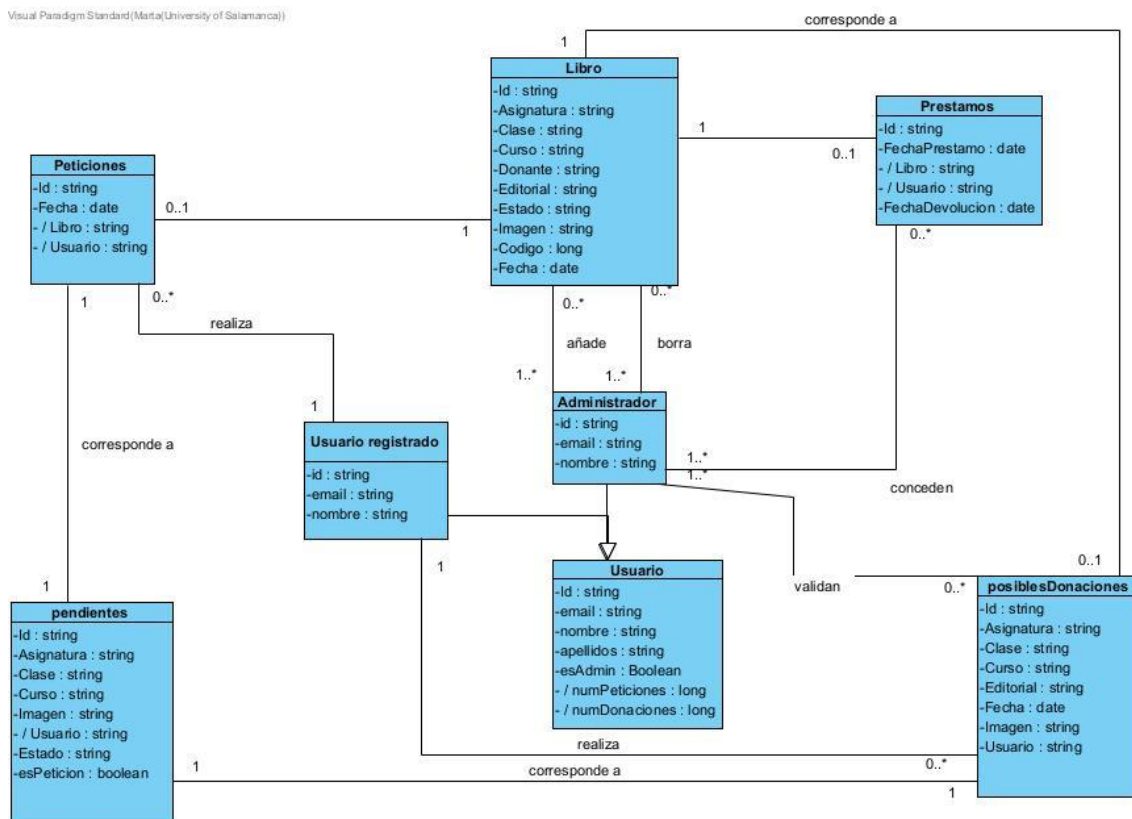 Visual Paradigm Standard(Marta(University of Salamanca))
corresponde a
1
Libro
-Id : string
-Asignatura : string
-Clase : string
-Curso : string
-Donante : string
-Editorial : string
-Estado : string
-Imagen : string
-Codigo : long
-Fecha : date
Prestamos
-Id : string
-FechaPrestamo : date
- / Libro : string
- / Usuario : string
-FechaDevolucion : date
1
0..1
Peticiones
-Id : string
-Fecha : date
- / Libro : string
- / Usuario : string
0..1
1
0..*
1
0..*
realiza
0..*
0..*
añade
borra
1..*
1..*
1
Administrador
-id : string
-email : string
-nombre : string
Usuario registrado
-id : string
-email : string
-nombre : string
corresponde a
1..*
1..*
conceden
1
1
Usuario
-Id : string
-email : string
-nombre : string
-apellidos : string
-esAdmin : Boolean
- / numPeticiones : long
- / numDonaciones : long
validan
0..*
0..1
pendientes
-Id : string
-Asignatura : string
-Clase : string
-Curso : string
-Imagen : string
- / Usuario : string
-Estado : string
-esPeticion : boolean
posiblesDonaciones
-Id : string
-Asignatura : string
-Clase : string
-Curso : string
-Editorial : string
-Fecha : date
-Imagen : string
-Usuario : string
realiza
0..*
1
corresponde a
1